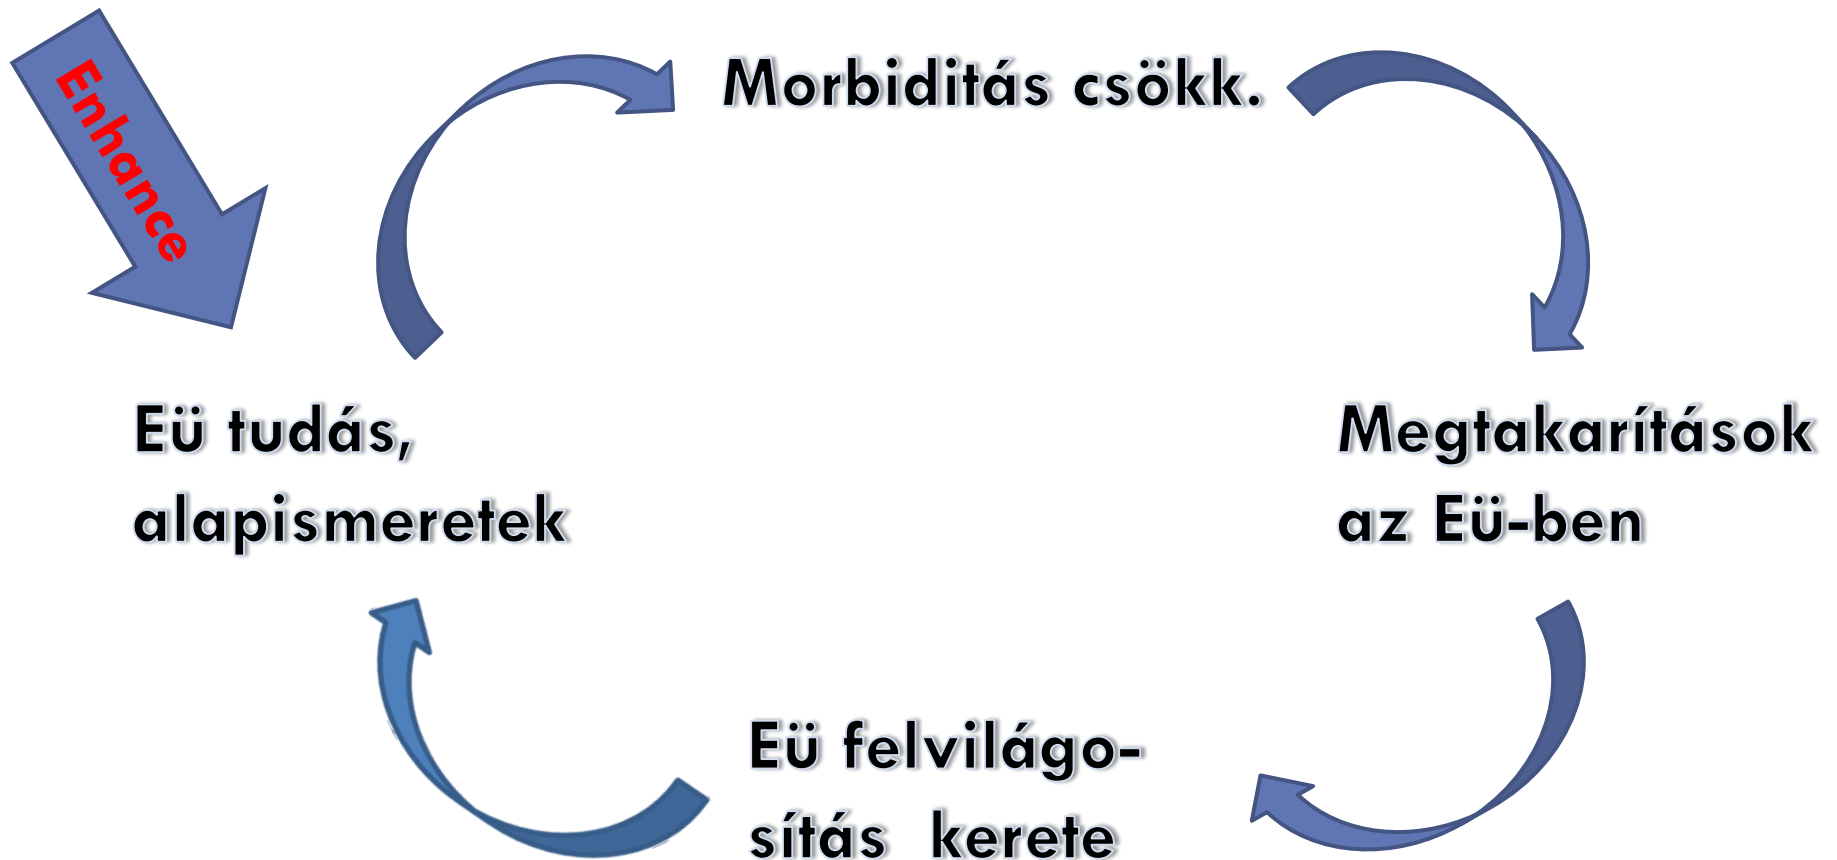 Enhance
Morbiditás csökk.
Eü tudás,
alapismeretek
Megtakarítások
az Eü-ben
Eü felvilágo-
sítás kerete